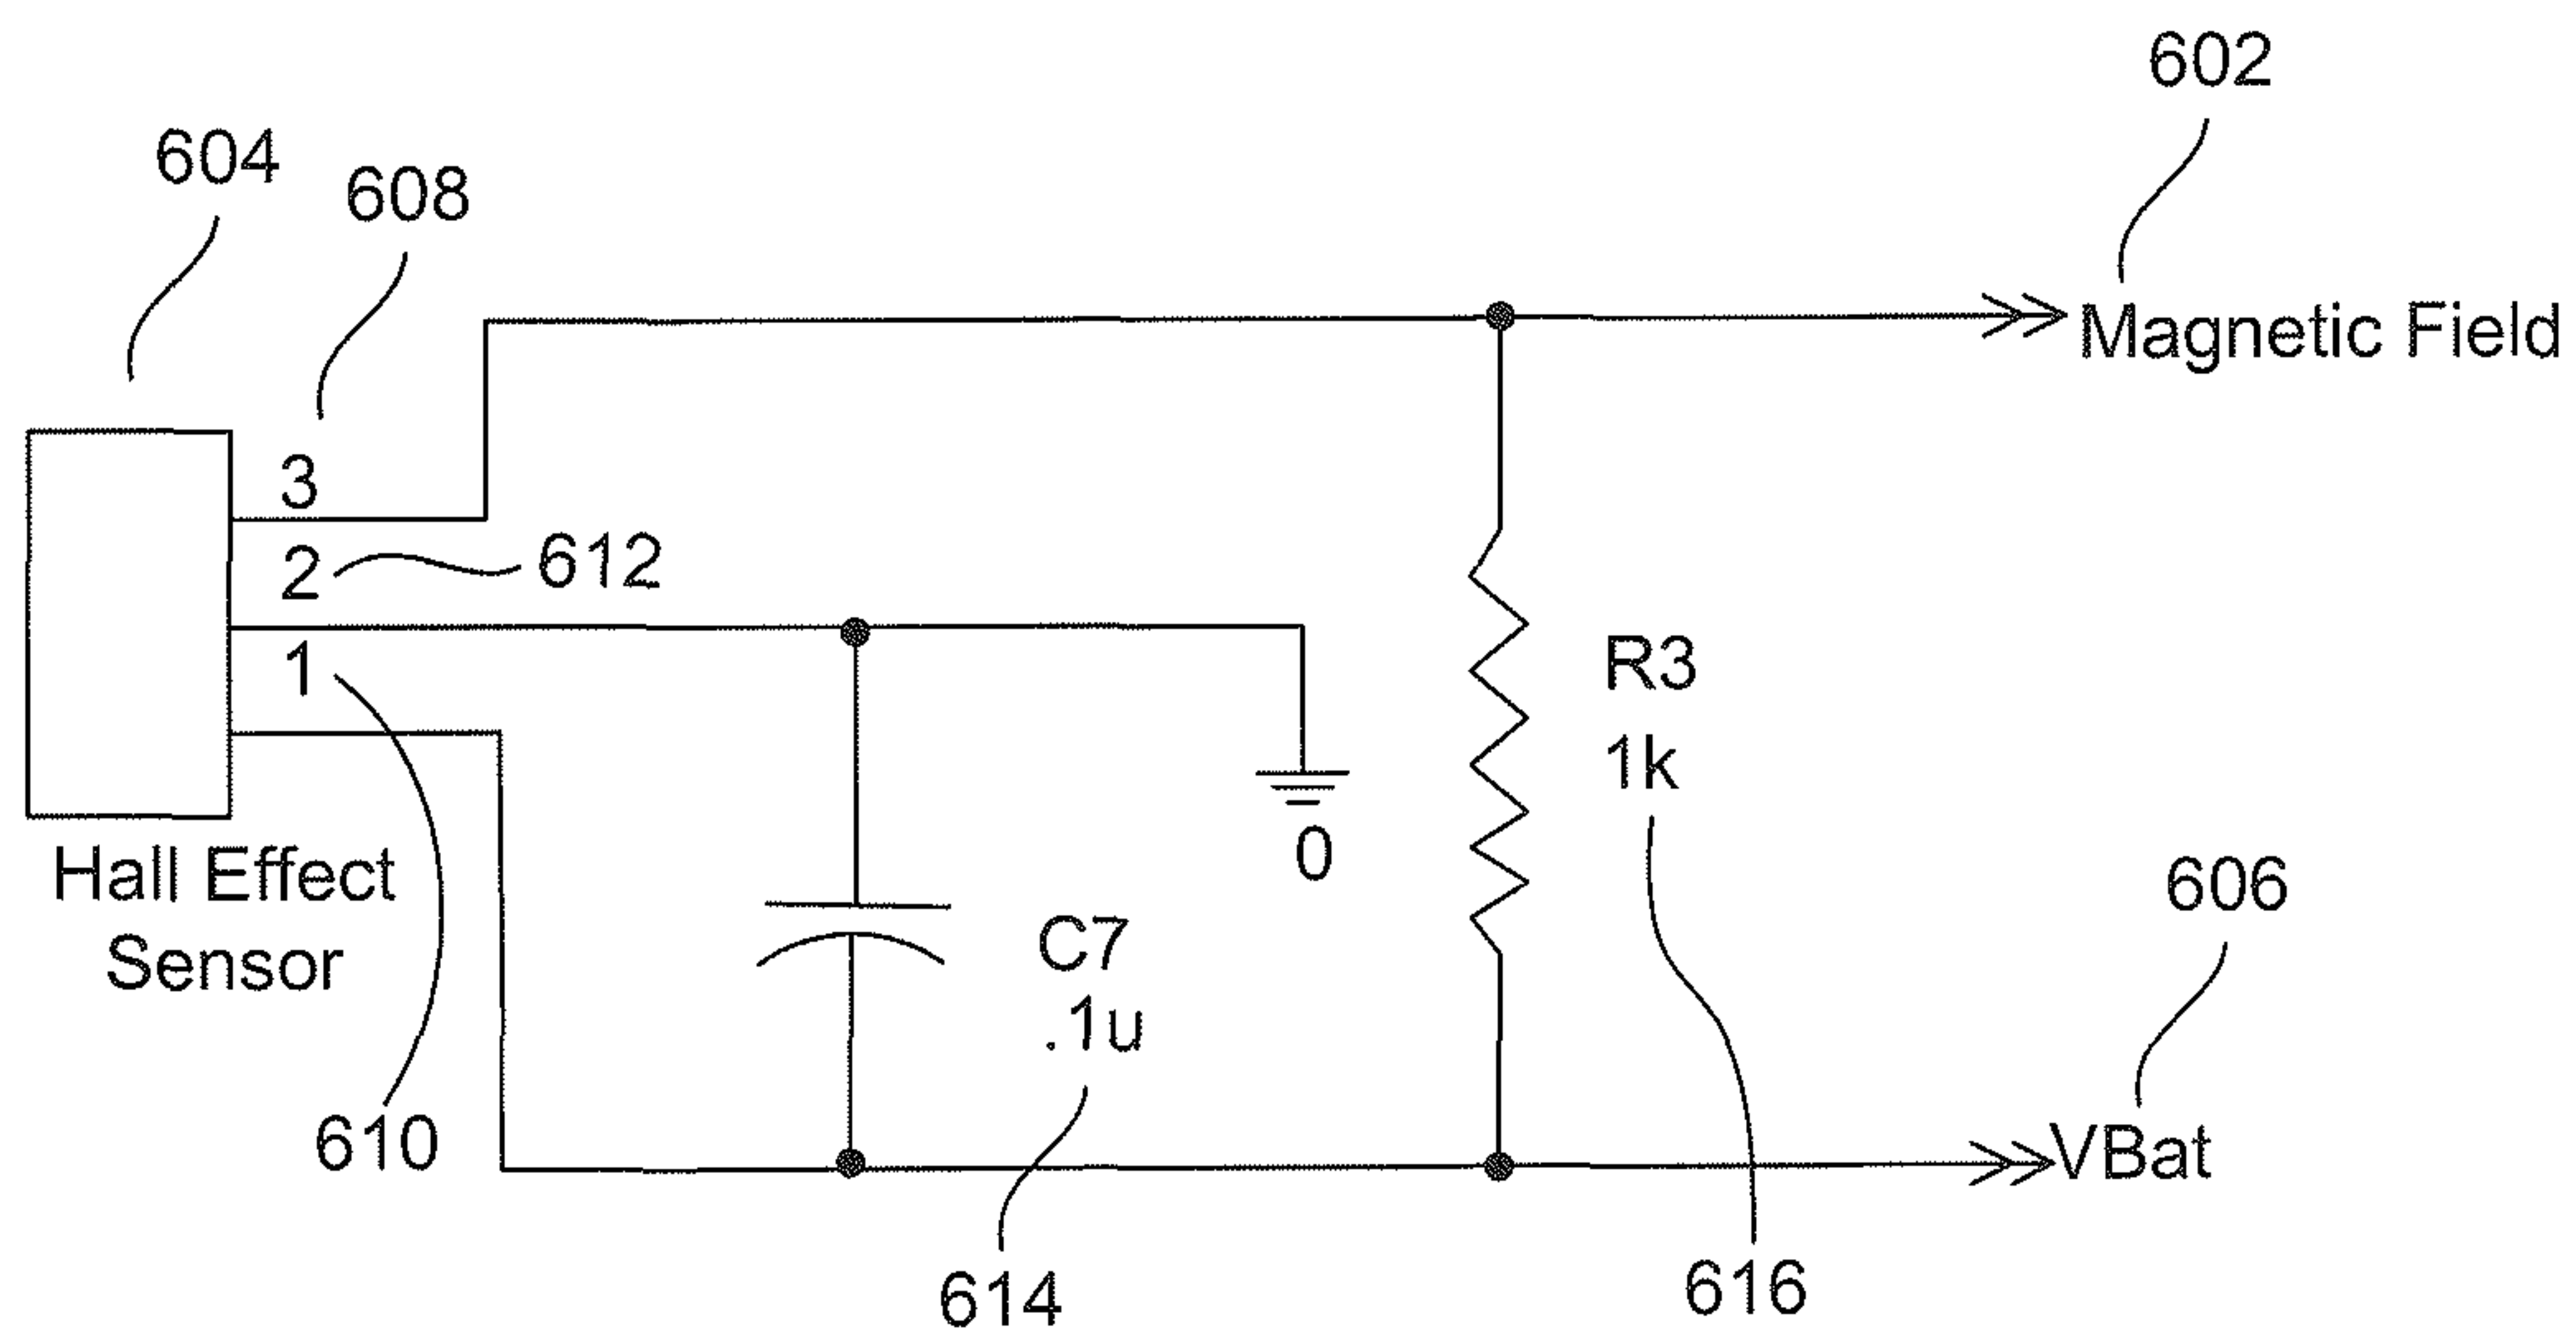 602
604
608
Magnetic Field
3
2
612
1
R3
1k
0
Hall Effect
Sensor
606
C7
.1u
610
VBat
614
616